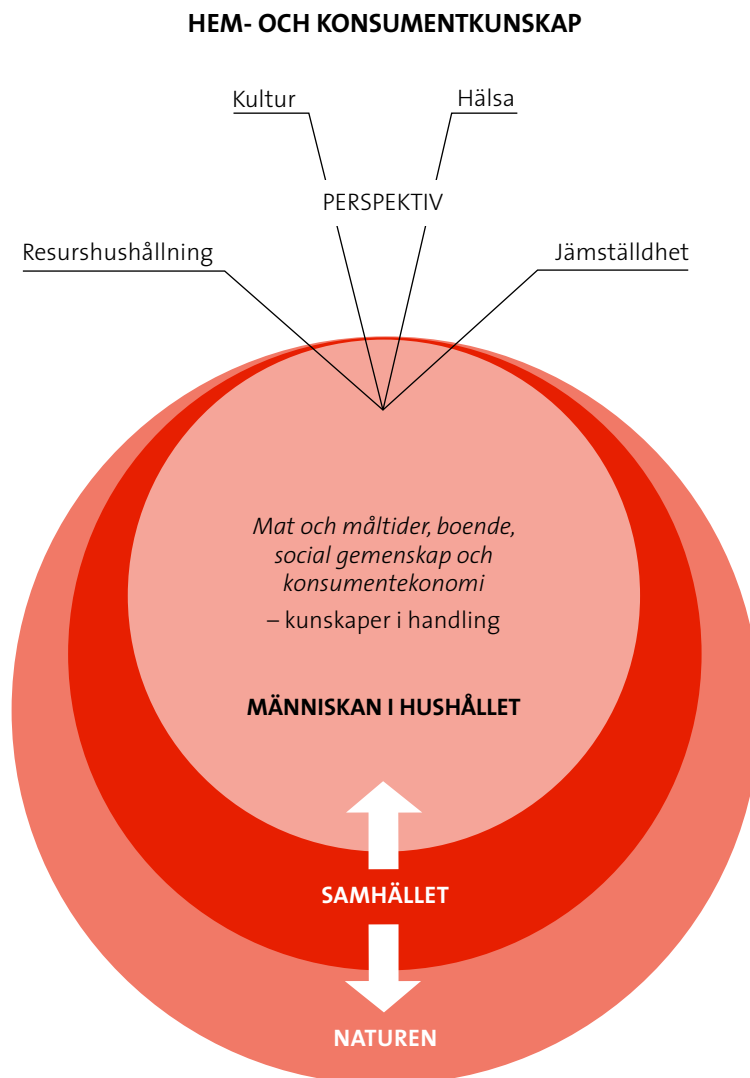 HEM- OCH KONSUMENTKUNSKAP
Kultur
Hälsa
PERSPEKTIV
Resurshushållning
Jämställdhet
Mat och måltider, boende,
social gemenskap och
konsumentekonomi
– kunskaper i handling
MÄNNISKAN I HUSHÅLLET
SAMHÄLLET
NATUREN